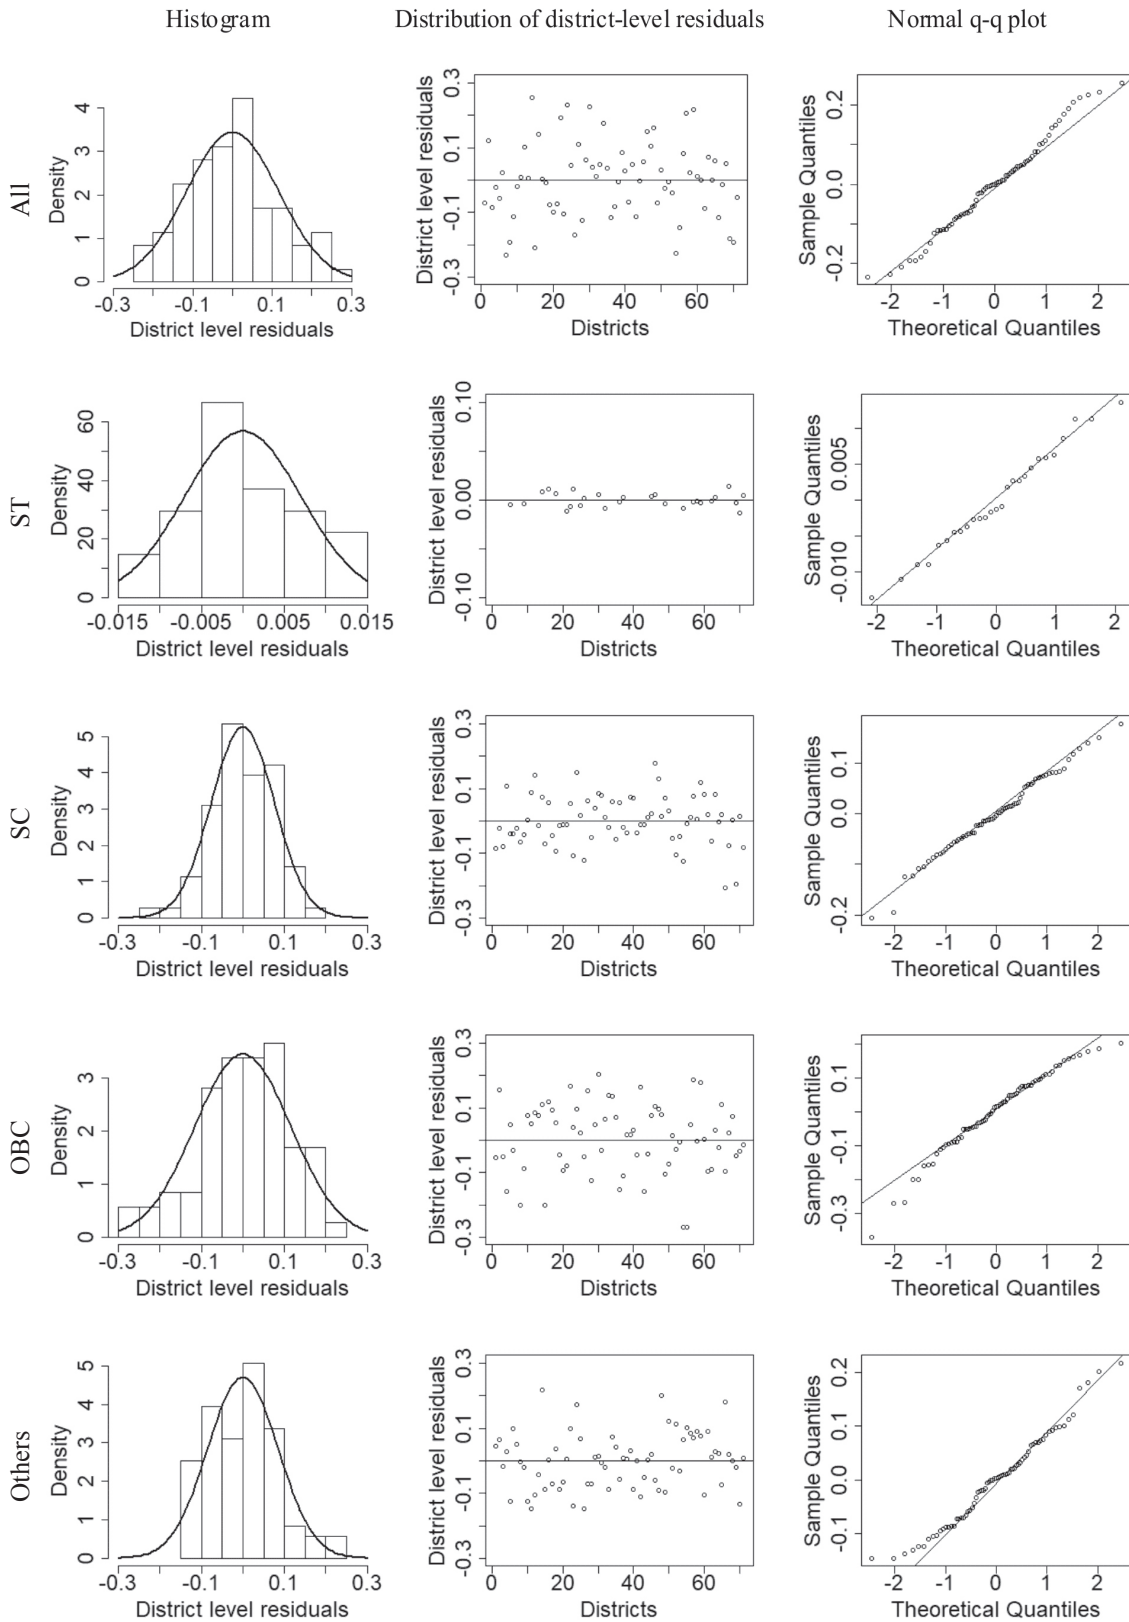 Histogram
Distribution of district-level residuals
Normal q-q plot
All
Density
0 1 2 3 4
-0.3 -0.1 0.1 0.3
District level residuals
District level residuals
-0.3 -0.1 0.1 0.3
0 20 40 60
Districts
Sample Quantiles
-0.2 0.0 0.2
-2 -1 0 1 2
Theoretical Quantiles
ST
Density
0 20 40 60
-0.015 -0.005 0.005 0.015
District level residuals
District level residuals
-0.10 0.00 0.10
0 20 40 60
Districts
Sample Quantiles
-0.010 0.005
-2 -1 0 1 2
Theoretical Quantiles
SC
Density
0 1 2 3 4 5
-0.3 -0.1 0.1 0.3
District level residuals
District level residuals
-0.3 -0.1 0.1 0.3
0 20 40 60
Districts
Sample Quantiles
-0.2 0.0 0.1
-2 -1 0 1 2
Theoretical Quantiles
OBC
Density
0 1 2 3
-0.3 -0.1 0.1 0.3
District level residuals
District level residuals
-0.3 -0.1 0.1 0.3
0 20 40 60
Districts
Sample Quantiles
-0.3 -0.1 0.1
-2 -1 0 1 2
Theoretical Quantiles
Others
Density
0 1 2 3 4 5
-0.3 -0.1 0.1 0.3
District level residuals
District level residuals
-0.3 -0.1 0.1 0.3
0 20 40 60
Districts
Sample Quantiles
-0.1 0.0 0.1 0.2
-2 -1 0 1 2
Theoretical Quantiles